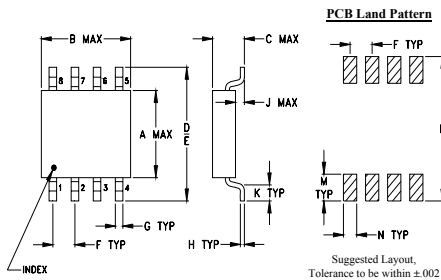 PCB Land Pattern
B MAX
C MAX
F TYP
8 7 6 5
J MAX
A MAX
D
E
1 2 3 4
K TYP
M
TYP
G TYP
F TYP
H TYP
N TYP
INDEX
Suggested Layout,
Tolerance to be within ±.002